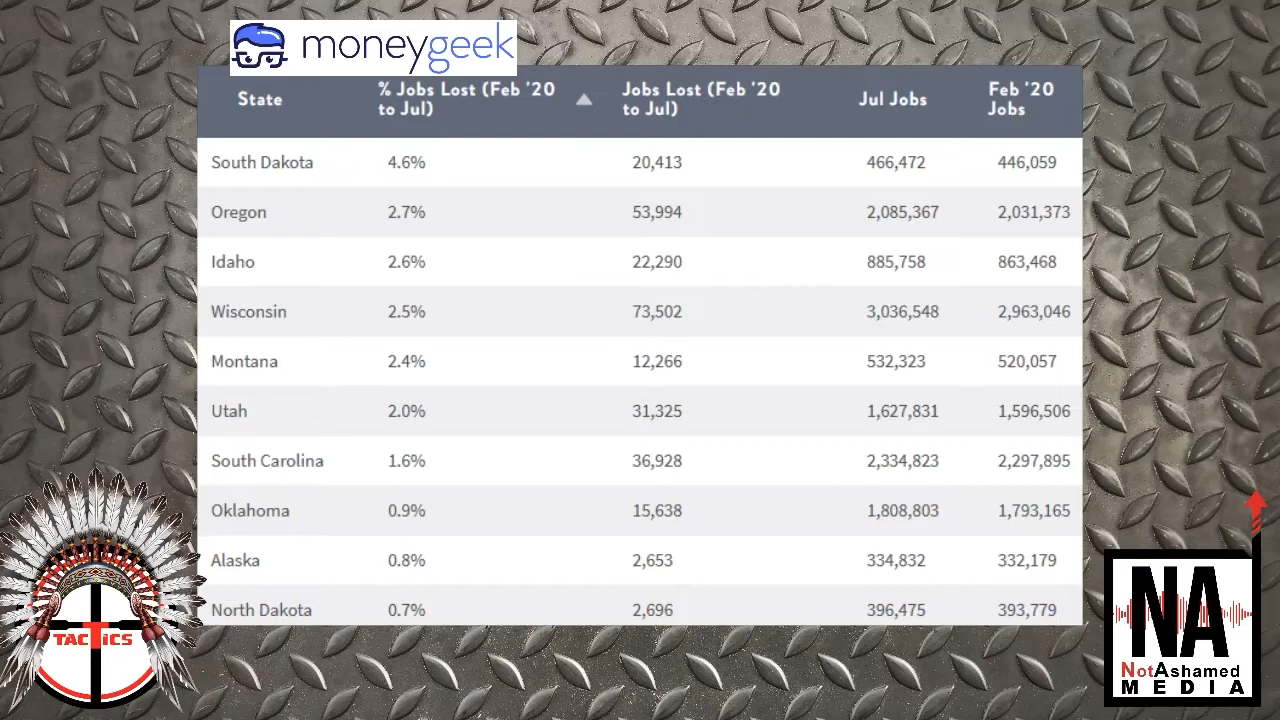 moneygeek
State % Jobs Lost (Feb '20 to Jul) Jobs Lost (Feb '20 to Jul) Jul Jobs Feb '20 Jobs
South Dakota 4.6% 20,413 466,472 446,059
Oregon 2.7% 53,994 2,085,367 2,031,373
Idaho 2.6% 22,290 885,758 863,468
Wisconsin 2.5% 73,502 3,036,548 2,963,046
Montana 2.4% 12,266 532,323 520,057
Utah 2.0% 31,325 1,627,831 1,596,506
South Carolina 1.6% 36,928 2,334,823 2,297,895
Oklahoma 0.9% 15,638 1,808,803 1,793,165
Alaska 0.8% 2,653 334,832 332,179
North Dakota 0.7% 2,696 396,475 393,779
TACTiCS
NA
NotAshamed
MEDIA